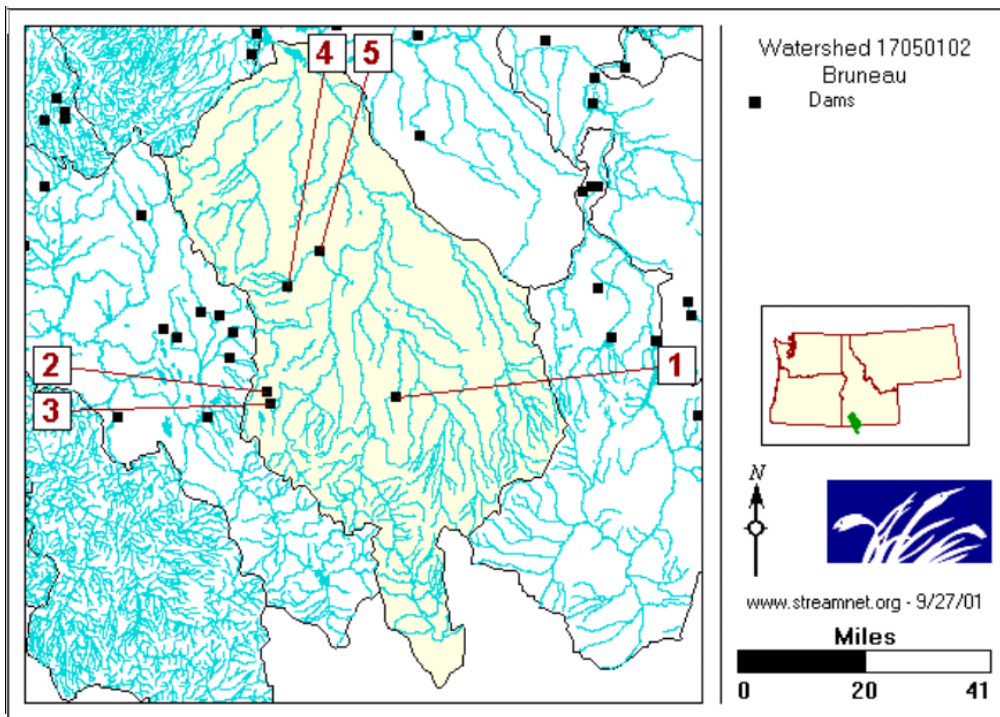 4 5
2
3
1
Watershed 17050102
Bruneau
Dams
N
www.streamnet.org - 9/27/01
Miles
0 20 41